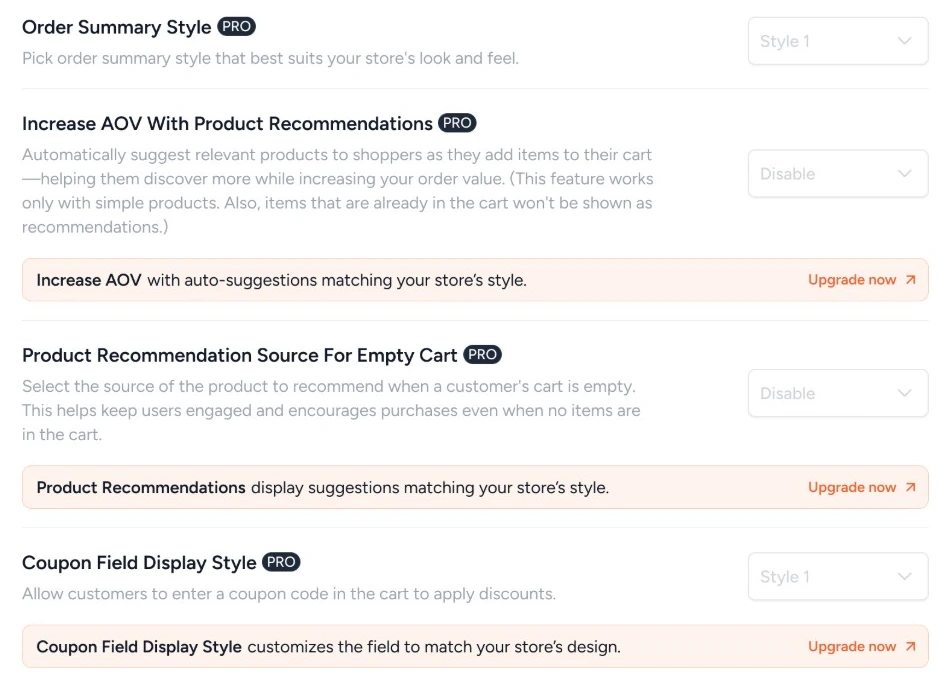 Order Summary Style PRO
Style 1
Pick order summary style that best suits your store's look and feel.
Increase AOV With Product Recommendations PRO
Automatically suggest relevant products to shoppers as they add items to their cart
—helping them discover more while increasing your order value. (This feature works
Disable
only with simple products. Also, items that are already in the cart won't be shown as
recommendations.)
Increase AOV with auto-suggestions matching your store’s style.
Upgrade now
Product Recommendation Source For Empty Cart PRO
Select the source of the product to recommend when a customer's cart is empty.
Disable
This helps keep users engaged and encourages purchases even when no items are
in the cart.
Product Recommendations display suggestions matching your store’s style.
Upgrade now
Coupon Field Display Style PRO
Style 1
Allow customers to enter a coupon code in the cart to apply discounts.
Coupon Field Display Style customizes the field to match your store’s design.
Upgrade now